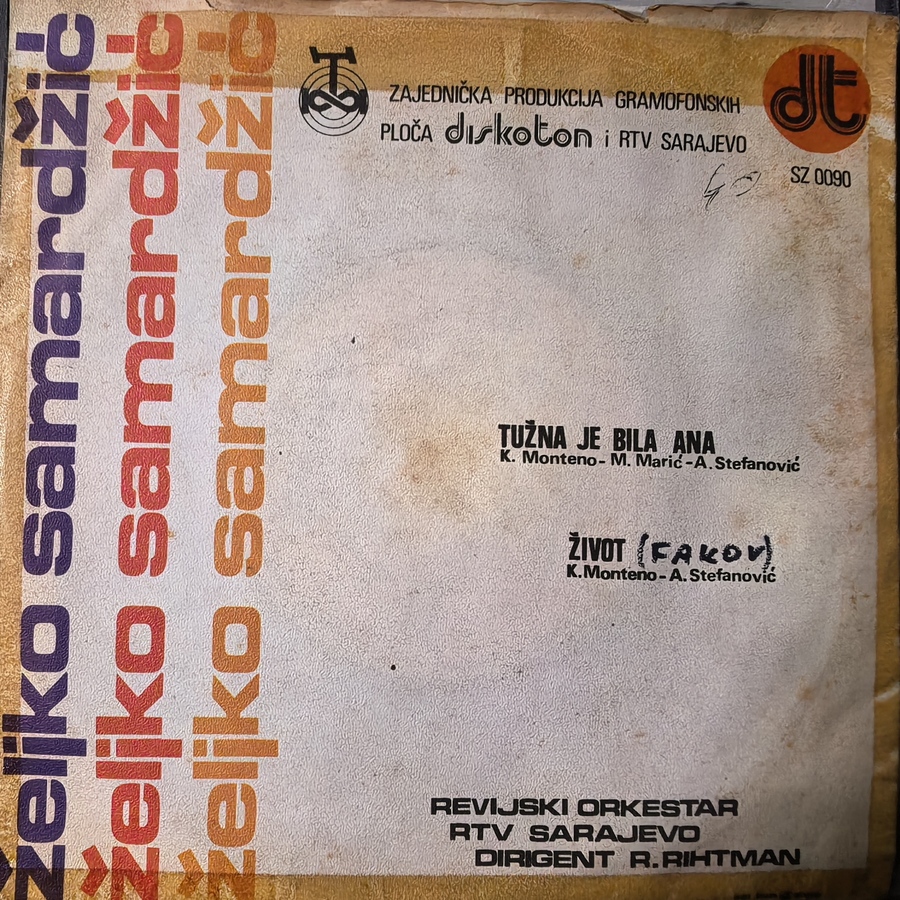 željko samardžić
željko samardžić
željko samardžić
ZAJEDNIČKA PRODUKCIJA GRAMOFONSKIH
PLOČA diskoton i RTV SARAJEVO
dt
SZ 0090
TUŽNA JE BILA ANA
K. Monteno - M. Marić - A. Stefanović
ŽIVOT (FAKOV)
K. Monteno - A. Stefanović
REVIJSKI ORKESTAR
RTV SARAJEVO
DIRIGENT R. RIHTMAN